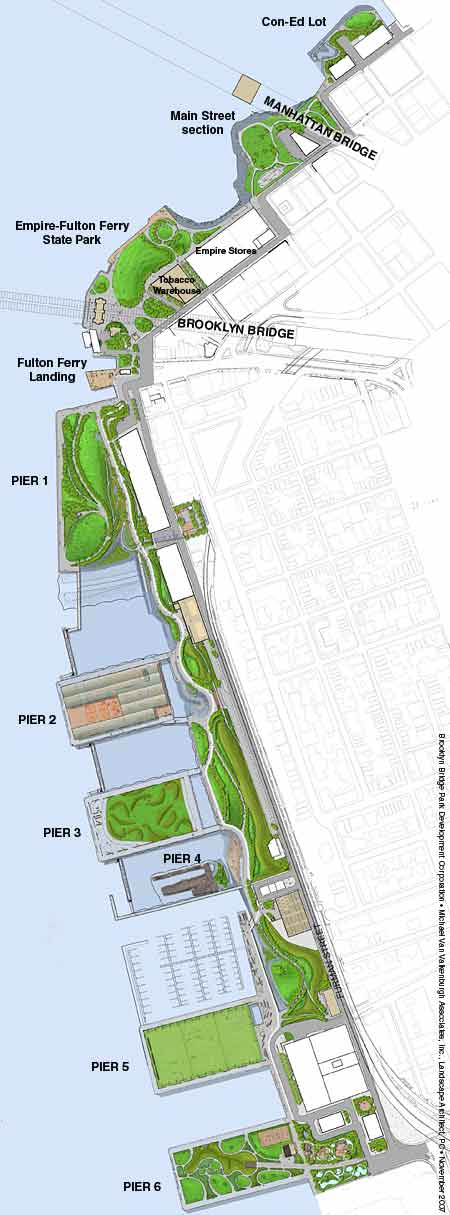 Con-Ed Lot
MANHATTAN BRIDGE
Main Street
section
Empire-Fulton Ferry
State Park
Empire Stores
Tobacco
Warehouse
BROOKLYN BRIDGE
Fulton Ferry
Landing
PIER 1
PIER 2
PIER 3
PIER 4
FURMAN STREET
PIER 5
PIER 6
Brooklyn Bridge Park Development Corporation • Michael Van Valkenburgh Associates, Inc., Landscape Architect, PC • November 2007